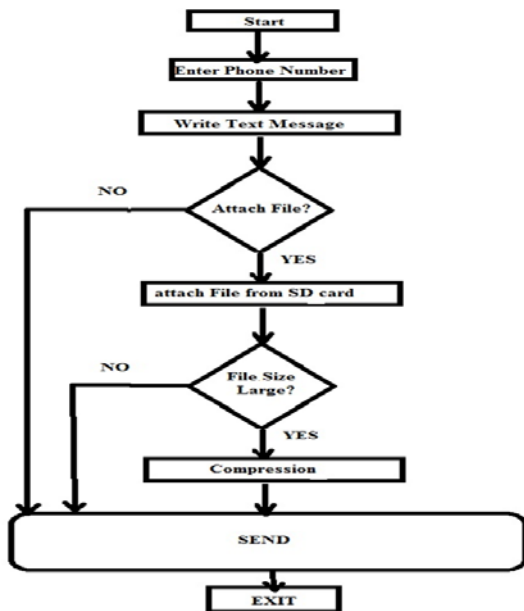 Start
Enter Phone Number
Write Text Message
NO
Attach File?
YES
attach File from SD card
NO
File Size
Large?
YES
Compression
SEND
EXIT